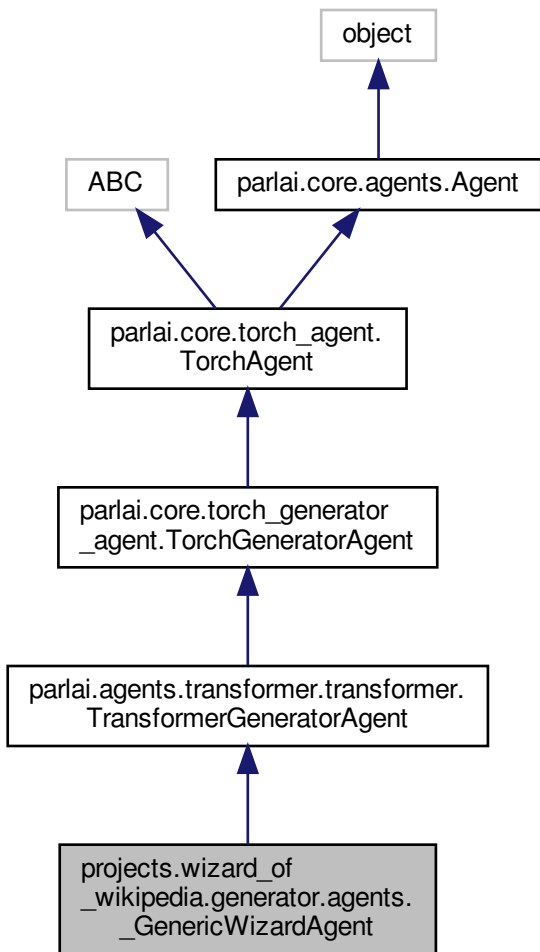 object
ABC
parlai.core.agents.Agent
parlai.core.torch_agent.
TorchAgent
parlai.core.torch_generator
_agent.TorchGeneratorAgent
parlai.agents.transformer.transformer.
TransformerGeneratorAgent
projects.wizard_of
_wikipedia.generator.agents.
_GenericWizardAgent